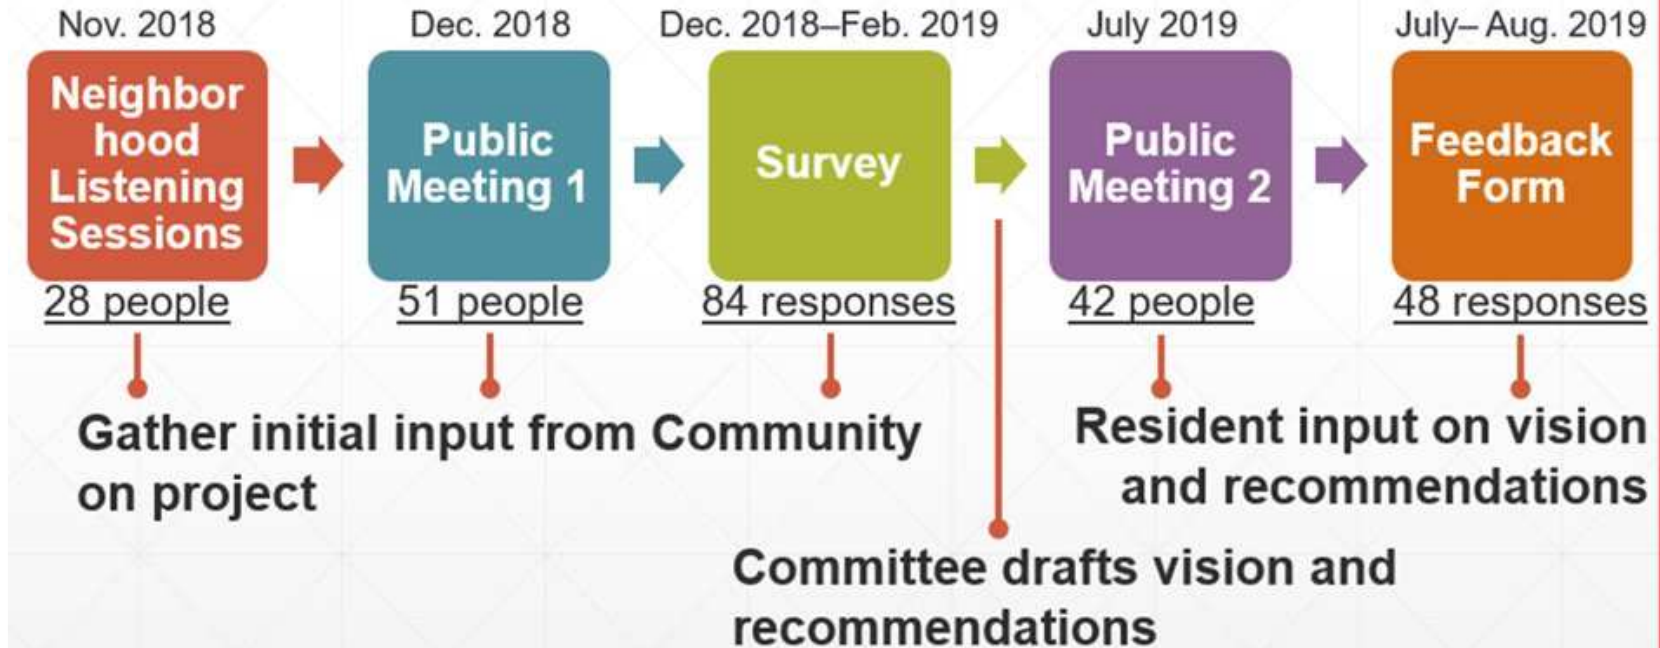 Nov. 2018
Dec. 2018
Dec. 2018–Feb. 2019
July 2019
July– Aug. 2019
Neighbor
hood
Listening
Sessions
Public
Meeting 1
Survey
Public
Meeting 2
Feedback
Form
28 people
51 people
84 responses
42 people
48 responses
Gather initial input from Community
on project
Resident input on vision
and recommendations
Committee drafts vision and
recommendations